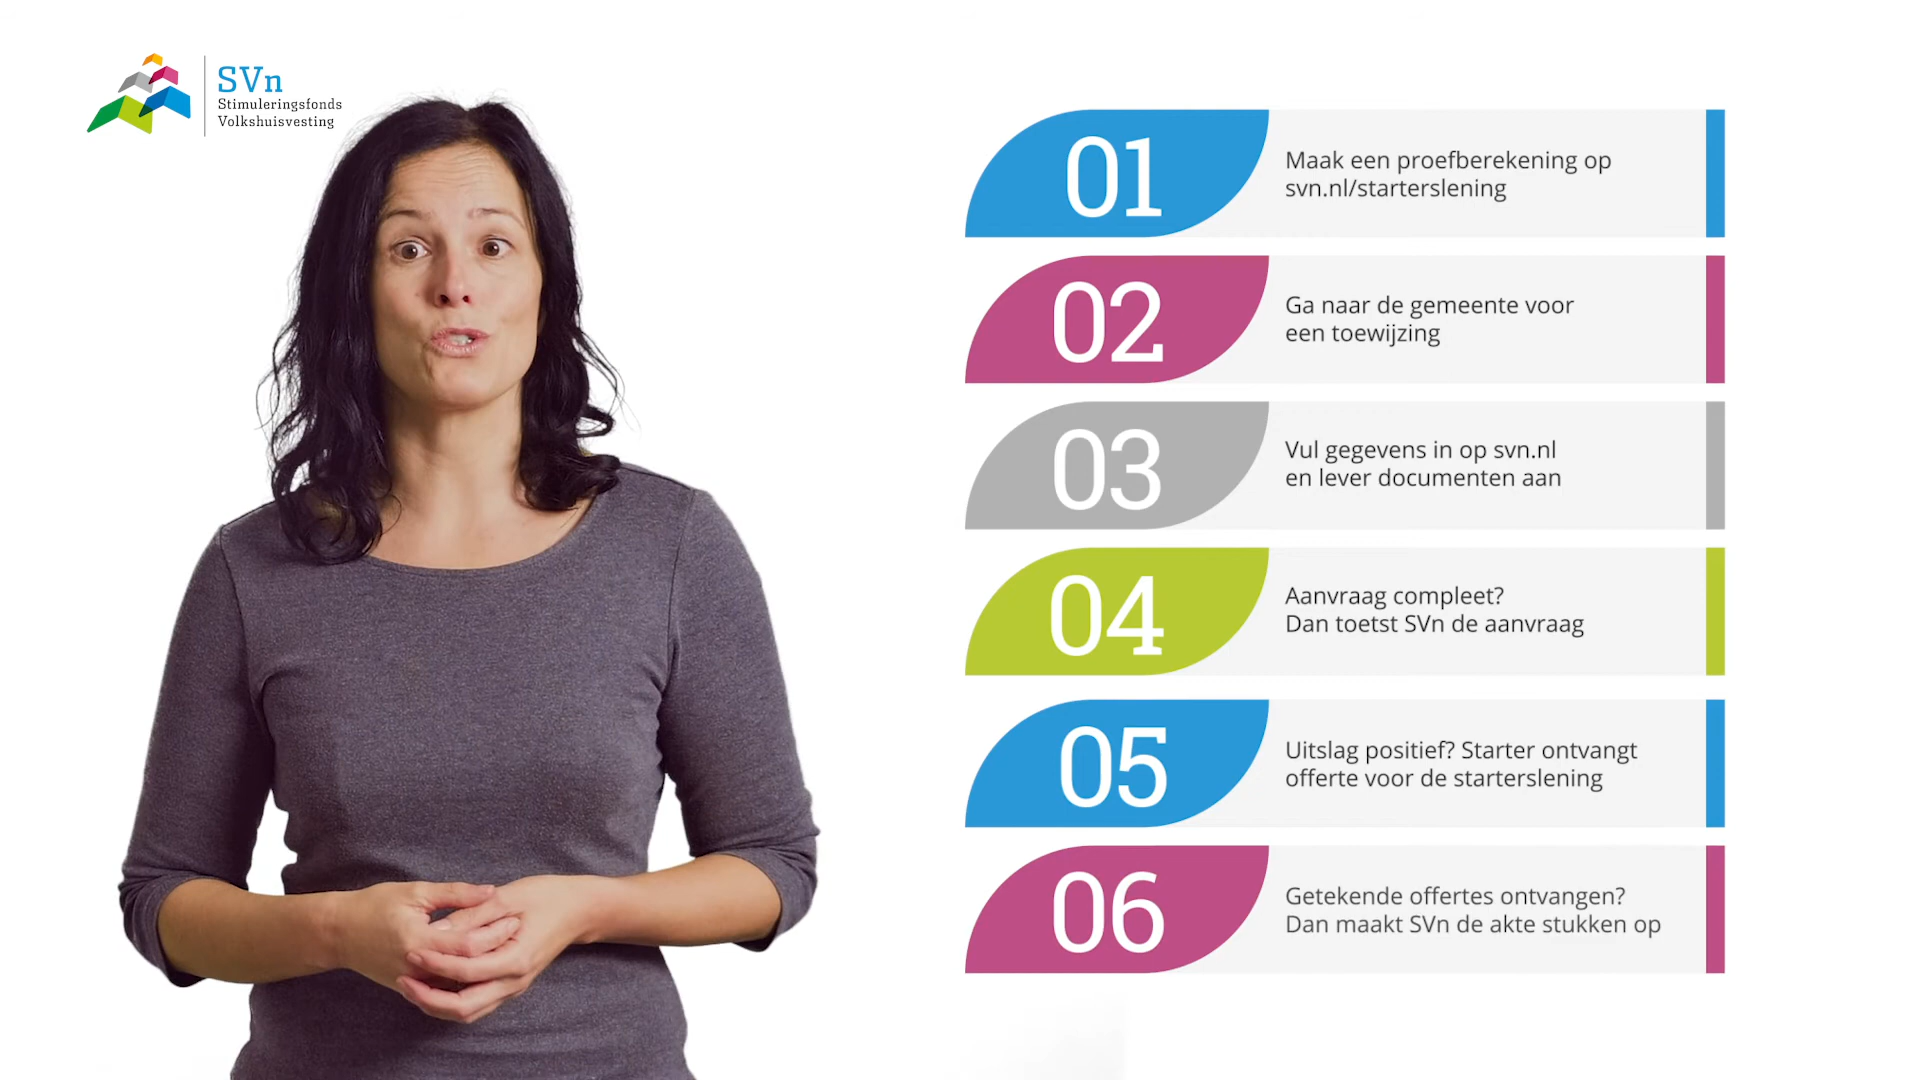 SVn
Stimuleringsfonds
Volkshuisvesting
01
Maak een proefberekening op
svn.nl/starterslening
02
Ga naar de gemeente voor
een toewijzing
03
Vul gegevens in op svn.nl
en lever documenten aan
04
Aanvraag compleet?
Dan toetst SVn de aanvraag
05
Uitslag positief? Starter ontvangt
offerte voor de starterslening
06
Getekende offertes ontvangen?
Dan maakt SVn de akte stukken op